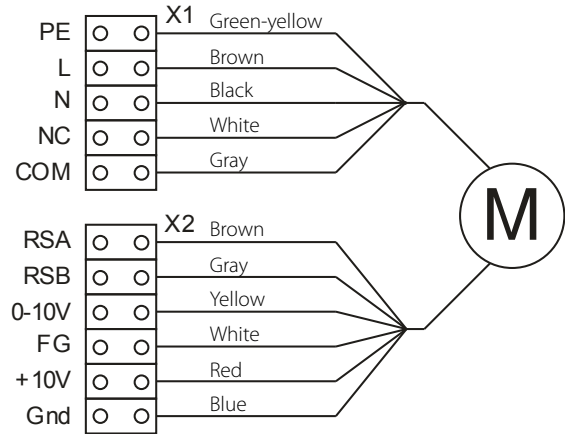 X1
PE Green-yellow
L Brown
N Black
NC White
COM Gray
X2
RSA Brown
RSB Gray
0-10V Yellow
FG White
+10V Red
Gnd Blue
M